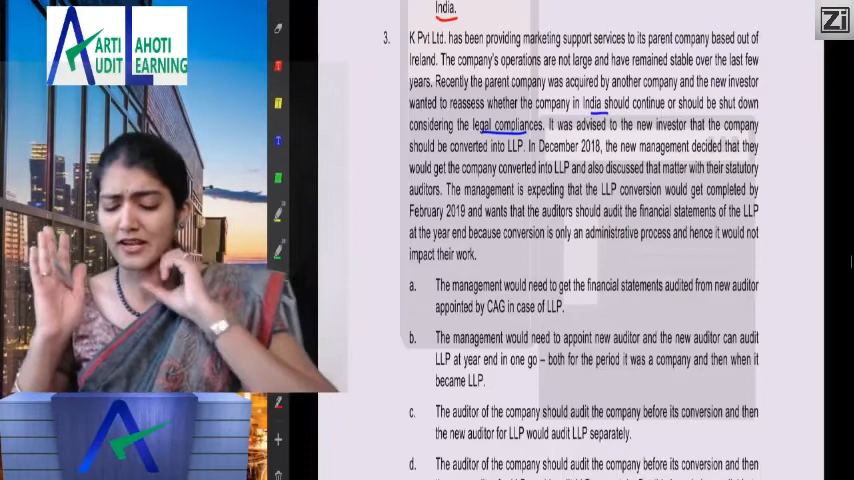 India.
Zi
ARTI AHOTI
AUDIT LEARNING
3. K Pvt Ltd. has been providing marketing support services to its parent company based out of
Ireland. The company's operations are not large and have remained stable over the last few
years. Recently the parent company was acquired by another company and the new investor
wanted to reassess whether the company in India should continue or should be shut down
considering the legal compliances. It was advised to the new investor that the company
should be converted into LLP. In December 2018, the new management decided that they
would get the company converted into LLP and also discussed that matter with their statutory
auditors. The management is expecting that the LLP conversion would get completed by
February 2019 and wants that the auditors should audit the financial statements of the LLP
at the year end because conversion is only an administrative process and hence it would not
impact their work.
a. The management would need to get the financial statements audited from new auditor
appointed by CAG in case of LLP.
b. The management would need to appoint new auditor and the new auditor can audit
LLP at year end in one go – both for the period it was a company and then when it
became LLP.
c. The auditor of the company should audit the company before its conversion and then
the new auditor for LLP would audit LLP separately.
d. The auditor of the company should audit the company before its conversion and then